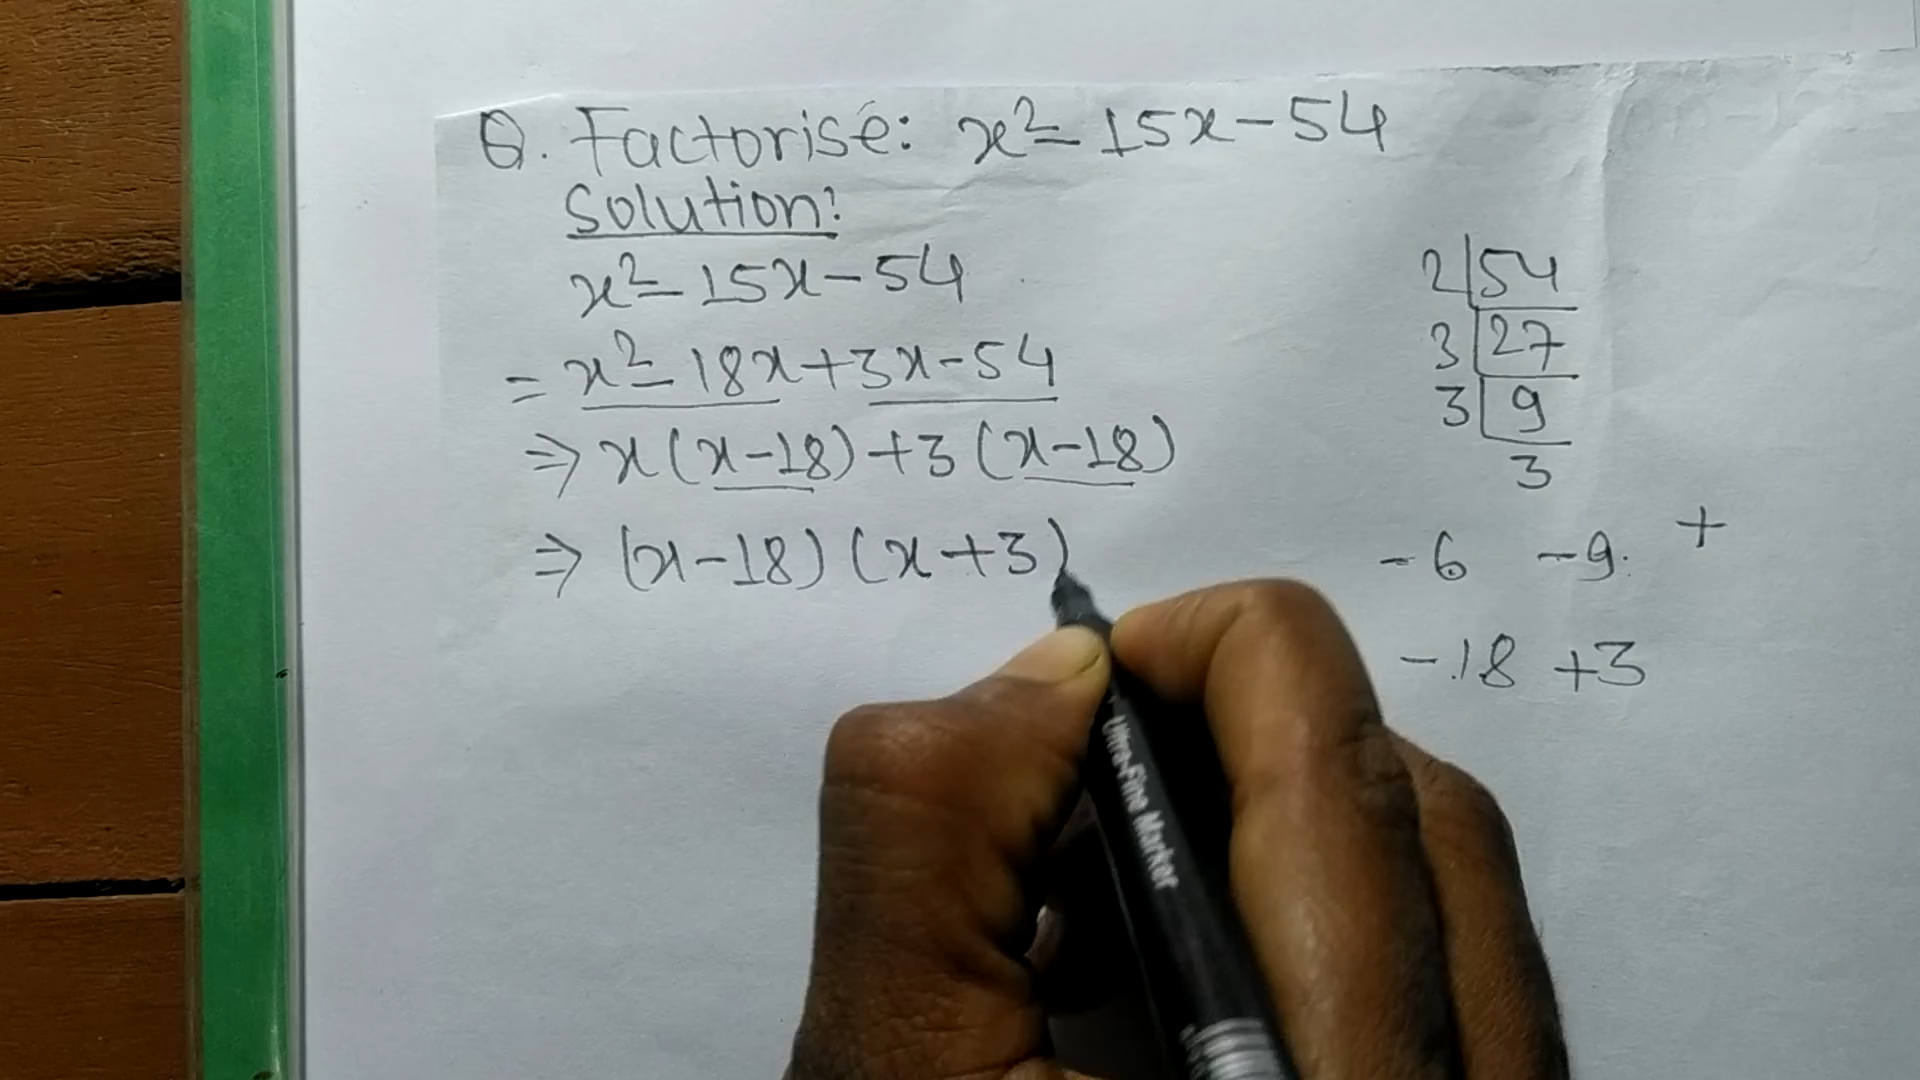 Q. Factorise: x² - 15x - 54
Solution:
x² - 15x - 54
= x² - 18x + 3x - 54
⇒ x(x - 18) + 3(x - 18)
⇒ (x - 18)(x + 3)
2 | 54
3 | 27
3 | 9
3
-6 -9. +
-18 +3
Ultra-Fine Marker